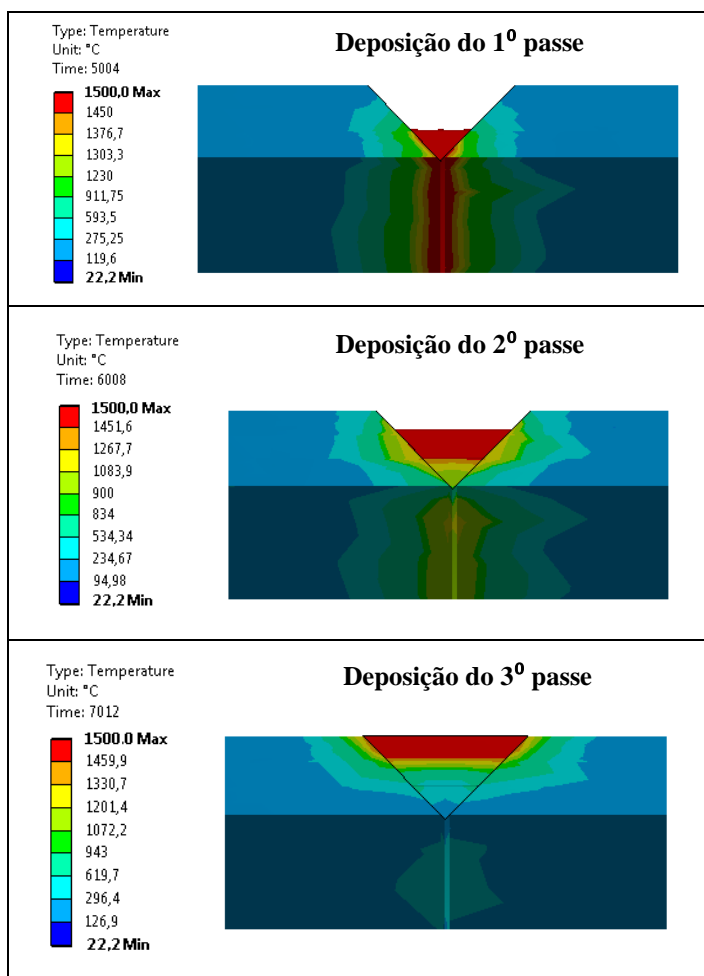 Type: Temperature
Unit: °C
Time: 5004
Deposição do 1⁰ passe
1500,0 Max
1450
1376,7
1303,3
1230
911,75
593,5
275,25
119,6
22,2 Min
Type: Temperature
Unit: °C
Time: 6008
Deposição do 2⁰ passe
1500,0 Max
1451,6
1267,7
1083,9
900
834
534,34
234,67
94,98
22,2 Min
Type: Temperature
Unit: °C
Time: 7012
Deposição do 3⁰ passe
1500.0 Max
1459,9
1330,7
1201,4
1072,2
943
619,7
296,4
126,9
22,2 Min